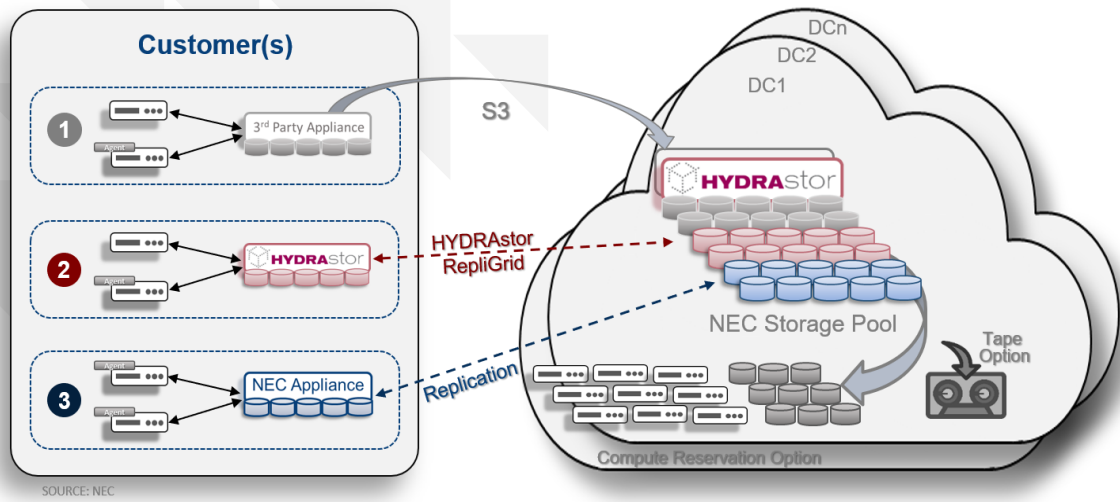 Customer(s)
1
3rd Party Appliance
Agent
2
HYDRAstor
Agent
3
Agent
NEC Appliance
Agent
SOURCE: NEC
S3
HYDRAstor
RepliGrid
Replication
DCn
DC2
DC1
HYDRAstor
NEC Storage Pool
Tape
Option
Compute Reservation Option